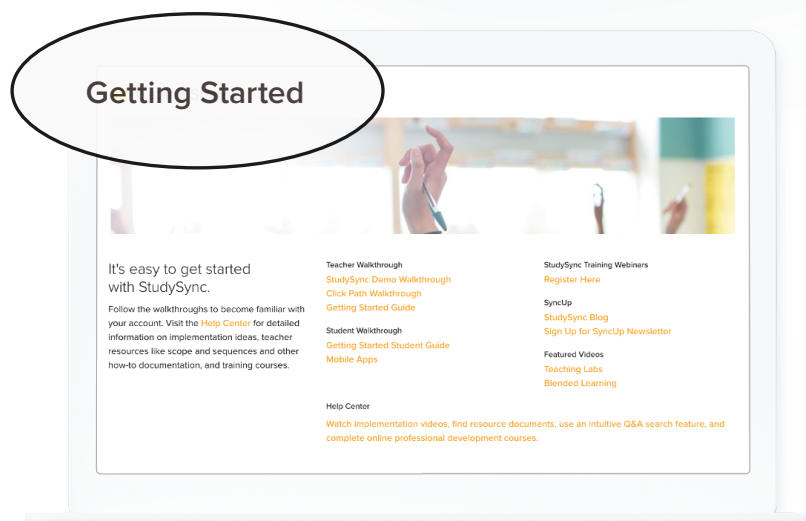 Getting Started
It's easy to get started
with StudySync.
Follow the walkthroughs to become familiar with
your account. Visit the Help Center for detailed
information on implementation ideas, teacher
resources like scope and sequences and other
how-to documentation, and training courses.
Teacher Walkthrough
StudySync Demo Walkthrough
Click Path Walkthrough
Getting Started Guide
Student Walkthrough
Getting Started Student Guide
Mobile Apps
StudySync Training Webiners
Register Here
SyncUp
StudySync Blog
Sign Up for SyncUp Newsletter
Featured Videos
Teaching Labs
Blended Learning
Help Center
Watch implementation videos, find resource documents, use an intuitive Q&A search feature, and
complete online professional development courses.